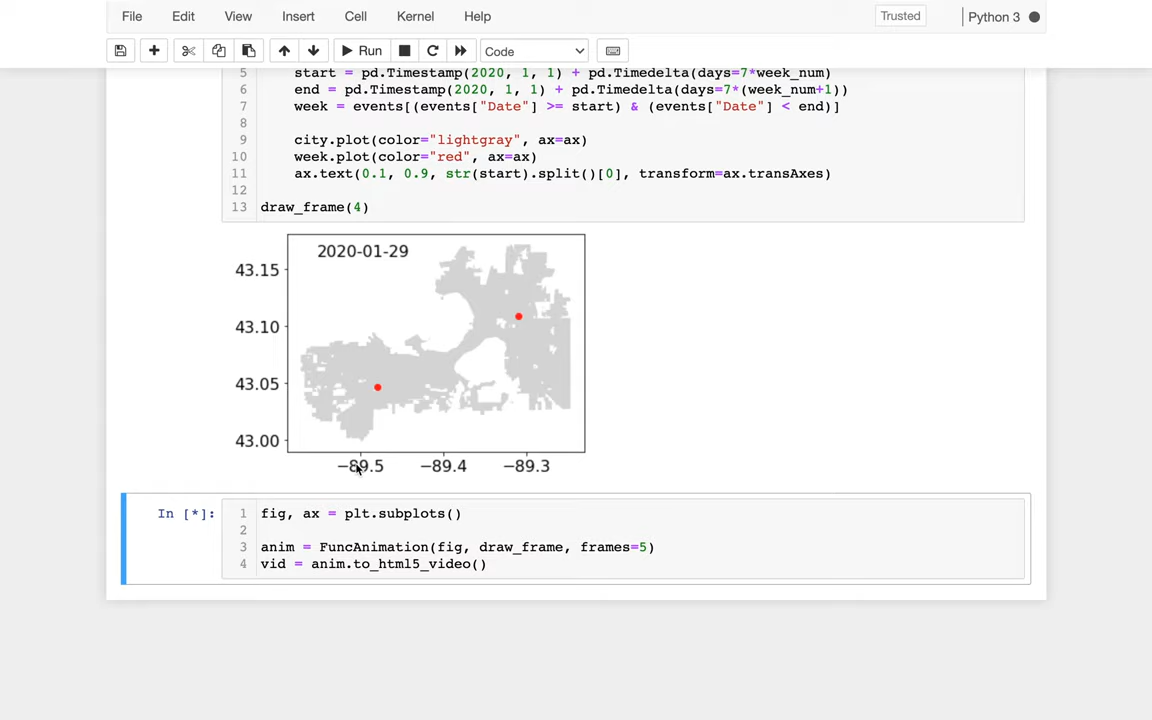 File Edit View Insert Cell Kernel Help Trusted Python 3
Run Code
5 start = pd.Timestamp(2020, 1, 1) + pd.Timedelta(days=7*week_num)
6 end = pd.Timestamp(2020, 1, 1) + pd.Timedelta(days=7*(week_num+1))
7 week = events[(events["Date"] >= start) & (events["Date"] < end)]
8
9 city.plot(color="lightgray", ax=ax)
10 week.plot(color="red", ax=ax)
11 ax.text(0.1, 0.9, str(start).split()[0], transform=ax.transAxes)
12
13 draw_frame(4)
2020-01-29
43.15
43.10
43.05
43.00
−89.5 −89.4 −89.3
In [*]: 1 fig, ax = plt.subplots()
2
3 anim = FuncAnimation(fig, draw_frame, frames=5)
4 vid = anim.to_html5_video()